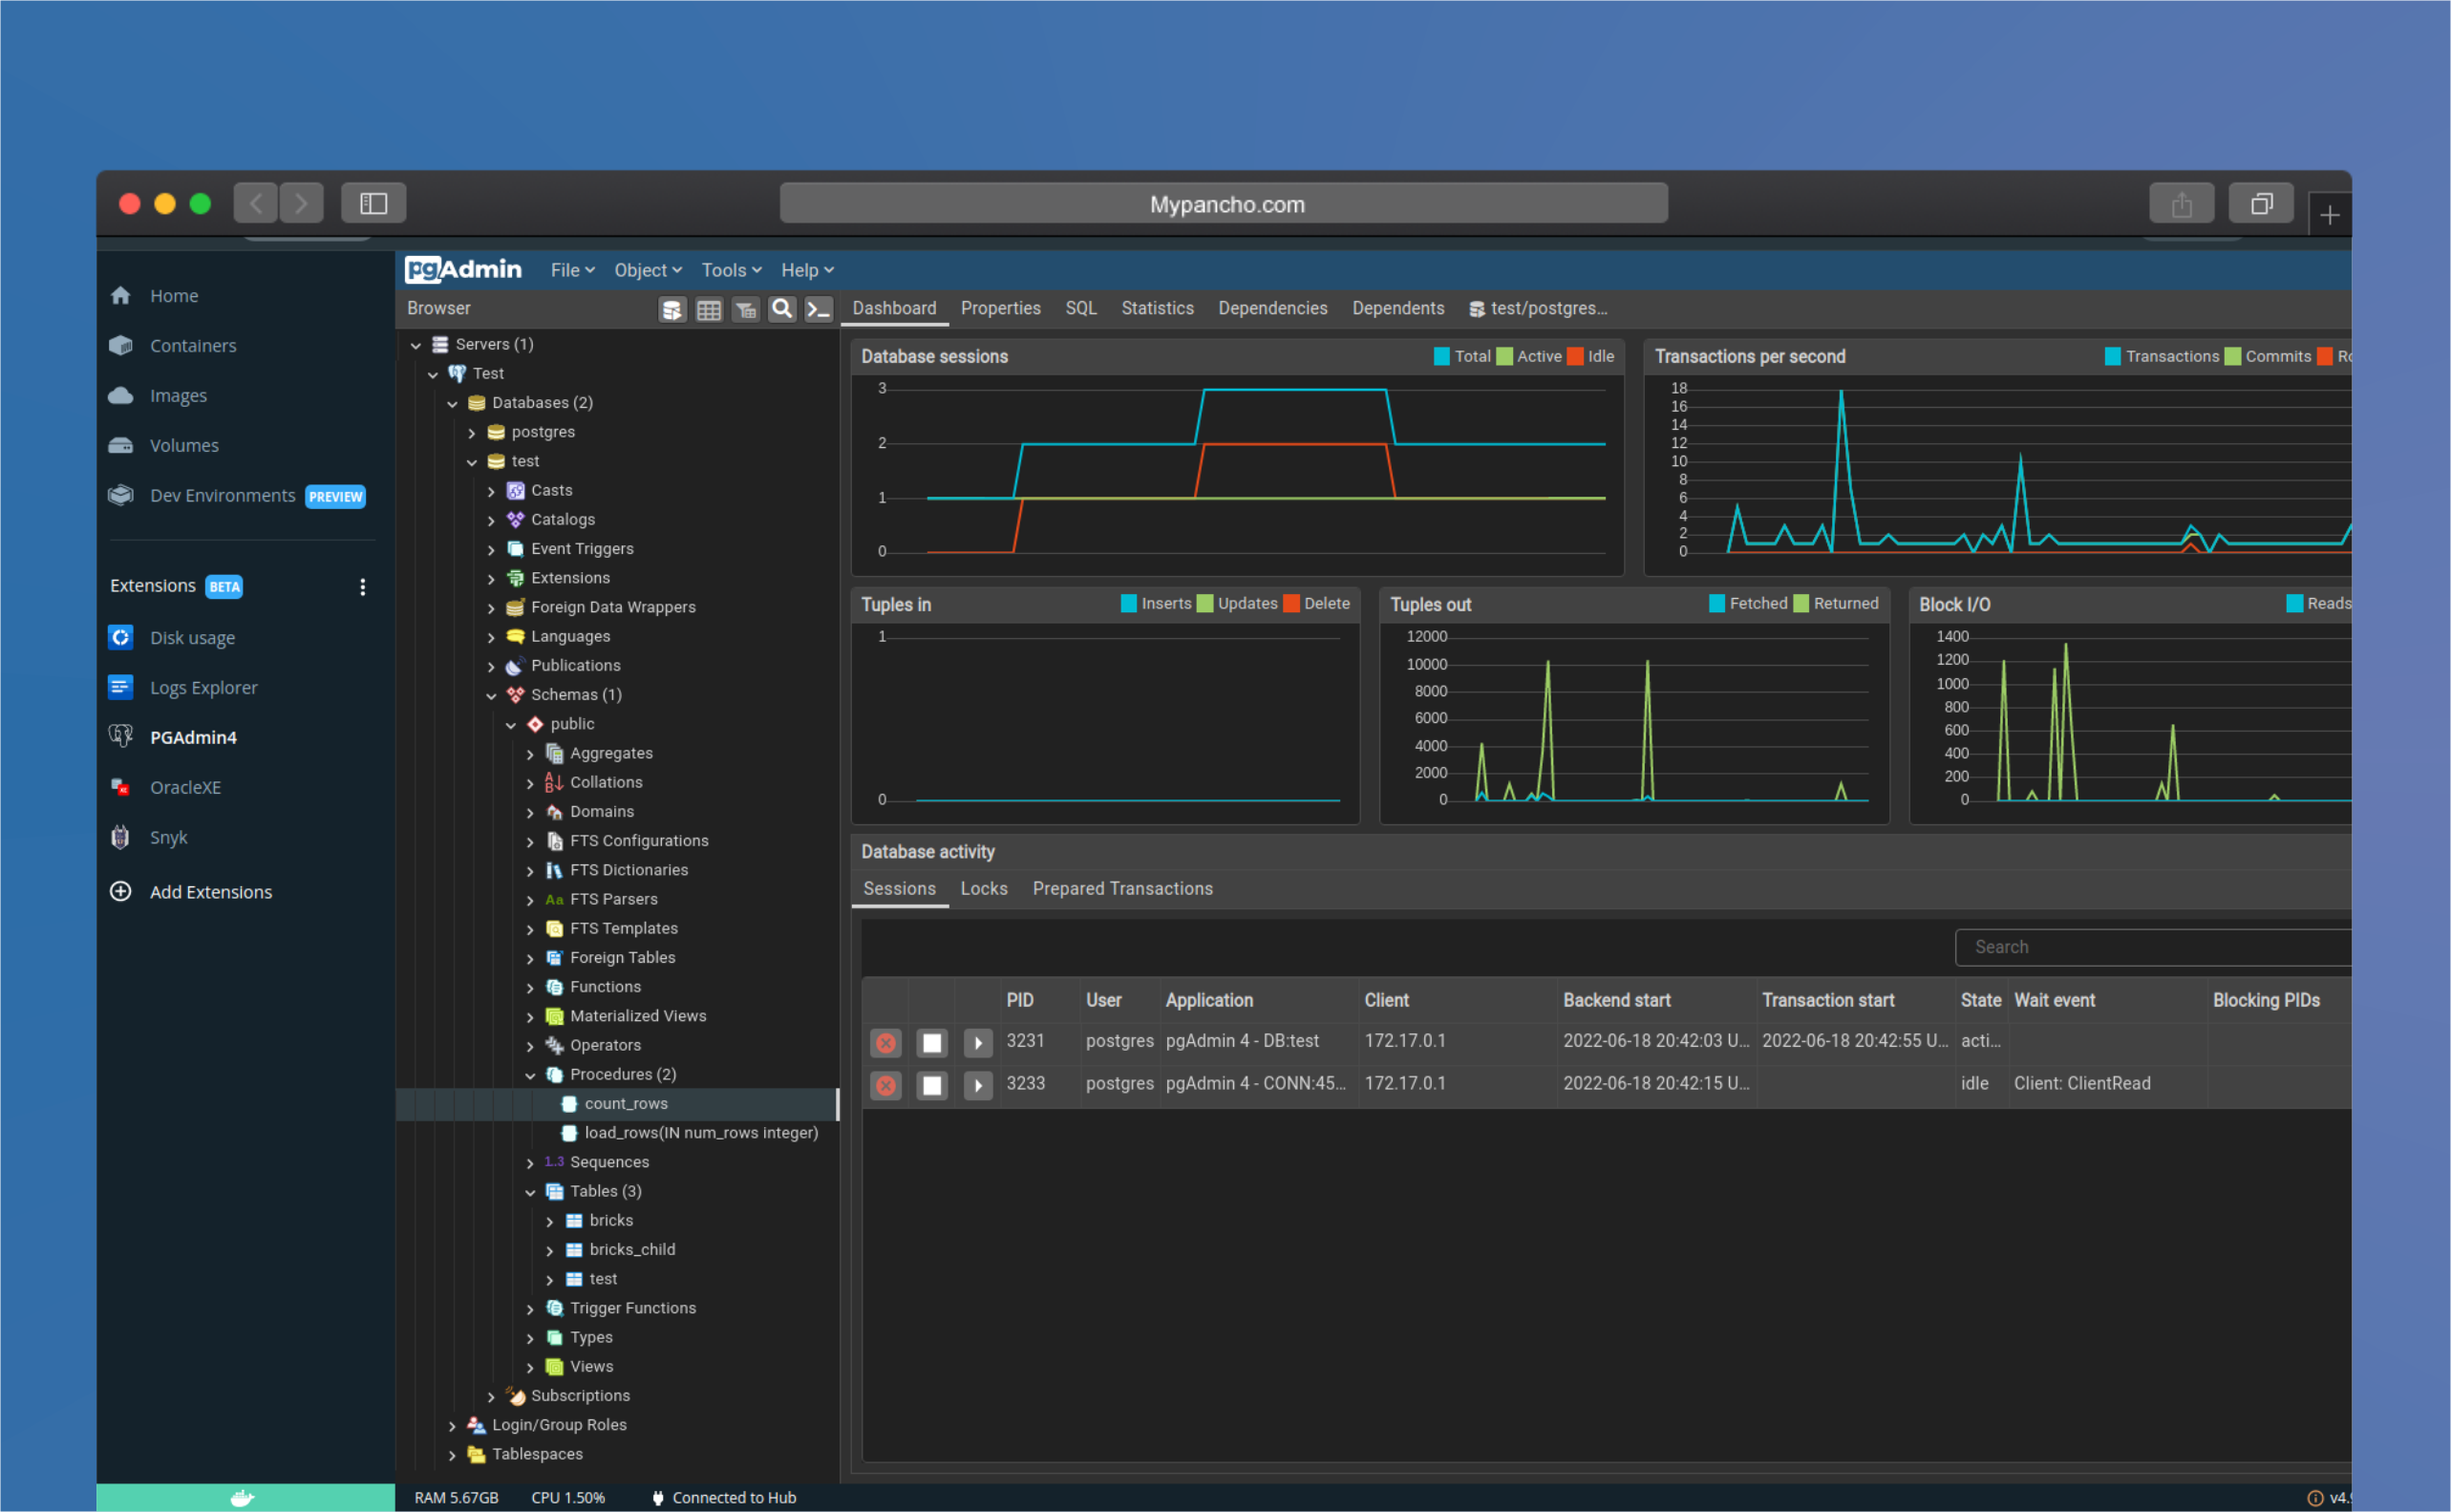 Mypancho.com
Home
Containers
Images
Volumes
Dev Environments PREVIEW
Extensions BETA
Disk usage
Logs Explorer
PGAdmin4
OracleXE
Snyk
Add Extensions
pgAdmin File Object Tools Help
Browser
Servers (1)
Test
Databases (2)
postgres
test
Casts
Catalogs
Event Triggers
Extensions
Foreign Data Wrappers
Languages
Publications
Schemas (1)
public
Aggregates
Collations
Domains
FTS Configurations
FTS Dictionaries
Aa FTS Parsers
FTS Templates
Foreign Tables
Functions
Materialized Views
Operators
Procedures (2)
count_rows
load_rows(IN num_rows integer)
1..3 Sequences
Tables (3)
bricks
bricks_child
test
Trigger Functions
Types
Views
Subscriptions
Login/Group Roles
Tablespaces
Dashboard Properties SQL Statistics Dependencies Dependents test/postgres...
Database sessions Total Active Idle
3
2
1
0
Transactions per second Transactions Commits Ro
18
16
14
12
10
8
6
4
2
0
Tuples in Inserts Updates Delete
1
0
Tuples out Fetched Returned
12000
10000
8000
6000
4000
2000
0
Block I/O Reads
1400
1200
1000
800
600
400
200
0
Database activity
Sessions Locks Prepared Transactions
Search
PID User Application Client Backend start Transaction start State Wait event Blocking PIDs
3231 postgres pgAdmin 4 - DB:test 172.17.0.1 2022-06-18 20:42:03 U... 2022-06-18 20:42:55 U... acti...
3233 postgres pgAdmin 4 - CONN:45... 172.17.0.1 2022-06-18 20:42:15 U... idle Client: ClientRead
RAM 5.67GB CPU 1.50% Connected to Hub v4.